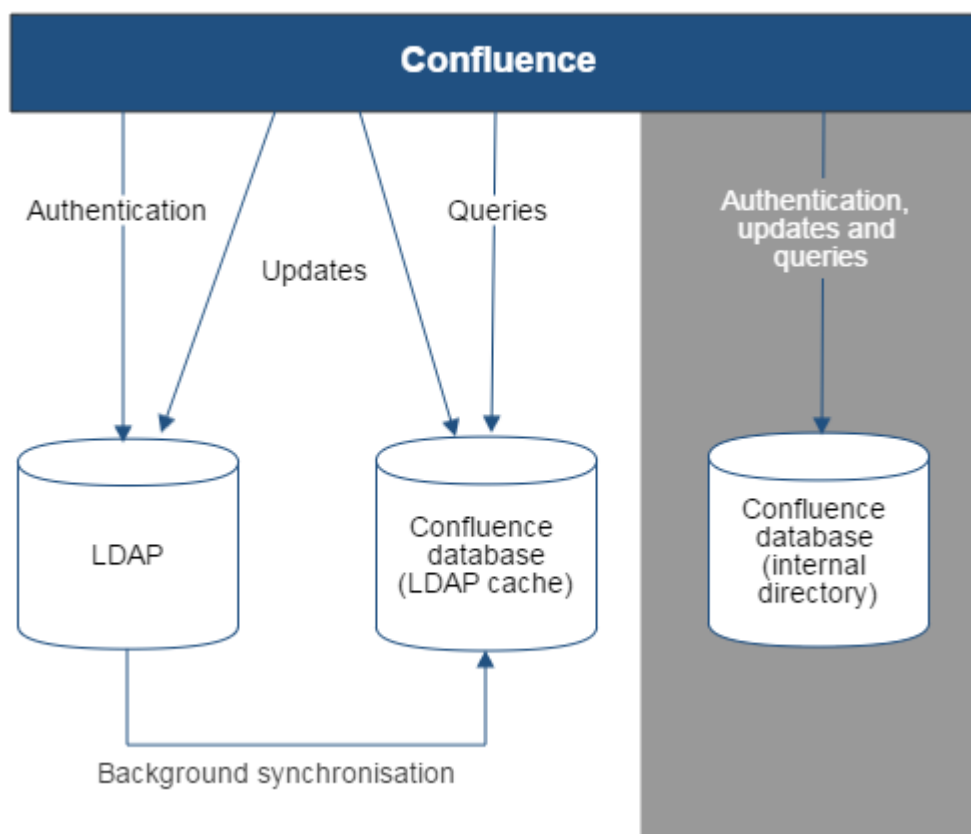 Confluence
Authentication
Queries
Updates
Authentication,
updates and
queries
LDAP
Confluence
database
(LDAP cache)
Confluence
database
(internal
directory)
Background synchronisation